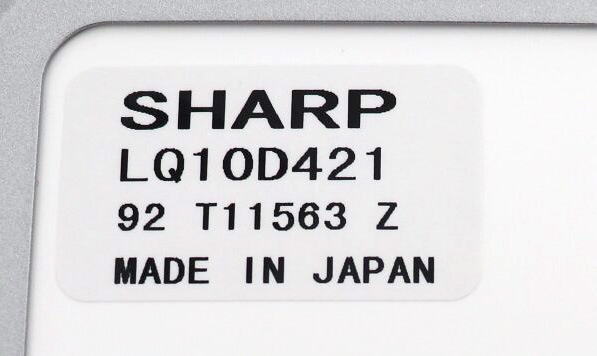 SHARP
LQ10D421
92 T11563 Z
MADE IN JAPAN